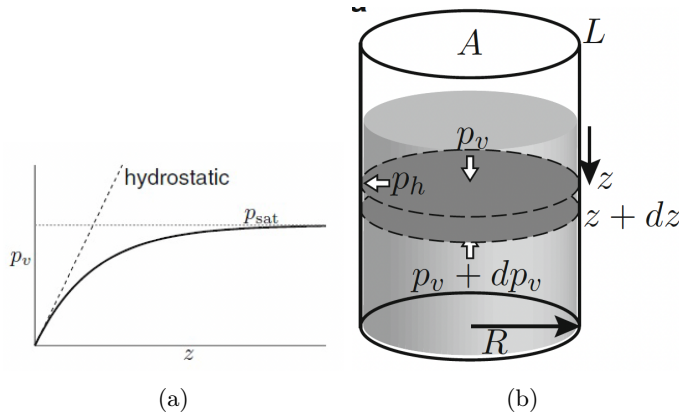 hydrostatic
p_sat
p_v
z
(a)
A
L
p_v
p_h
z
z + dz
p_v + dp_v
R
(b)